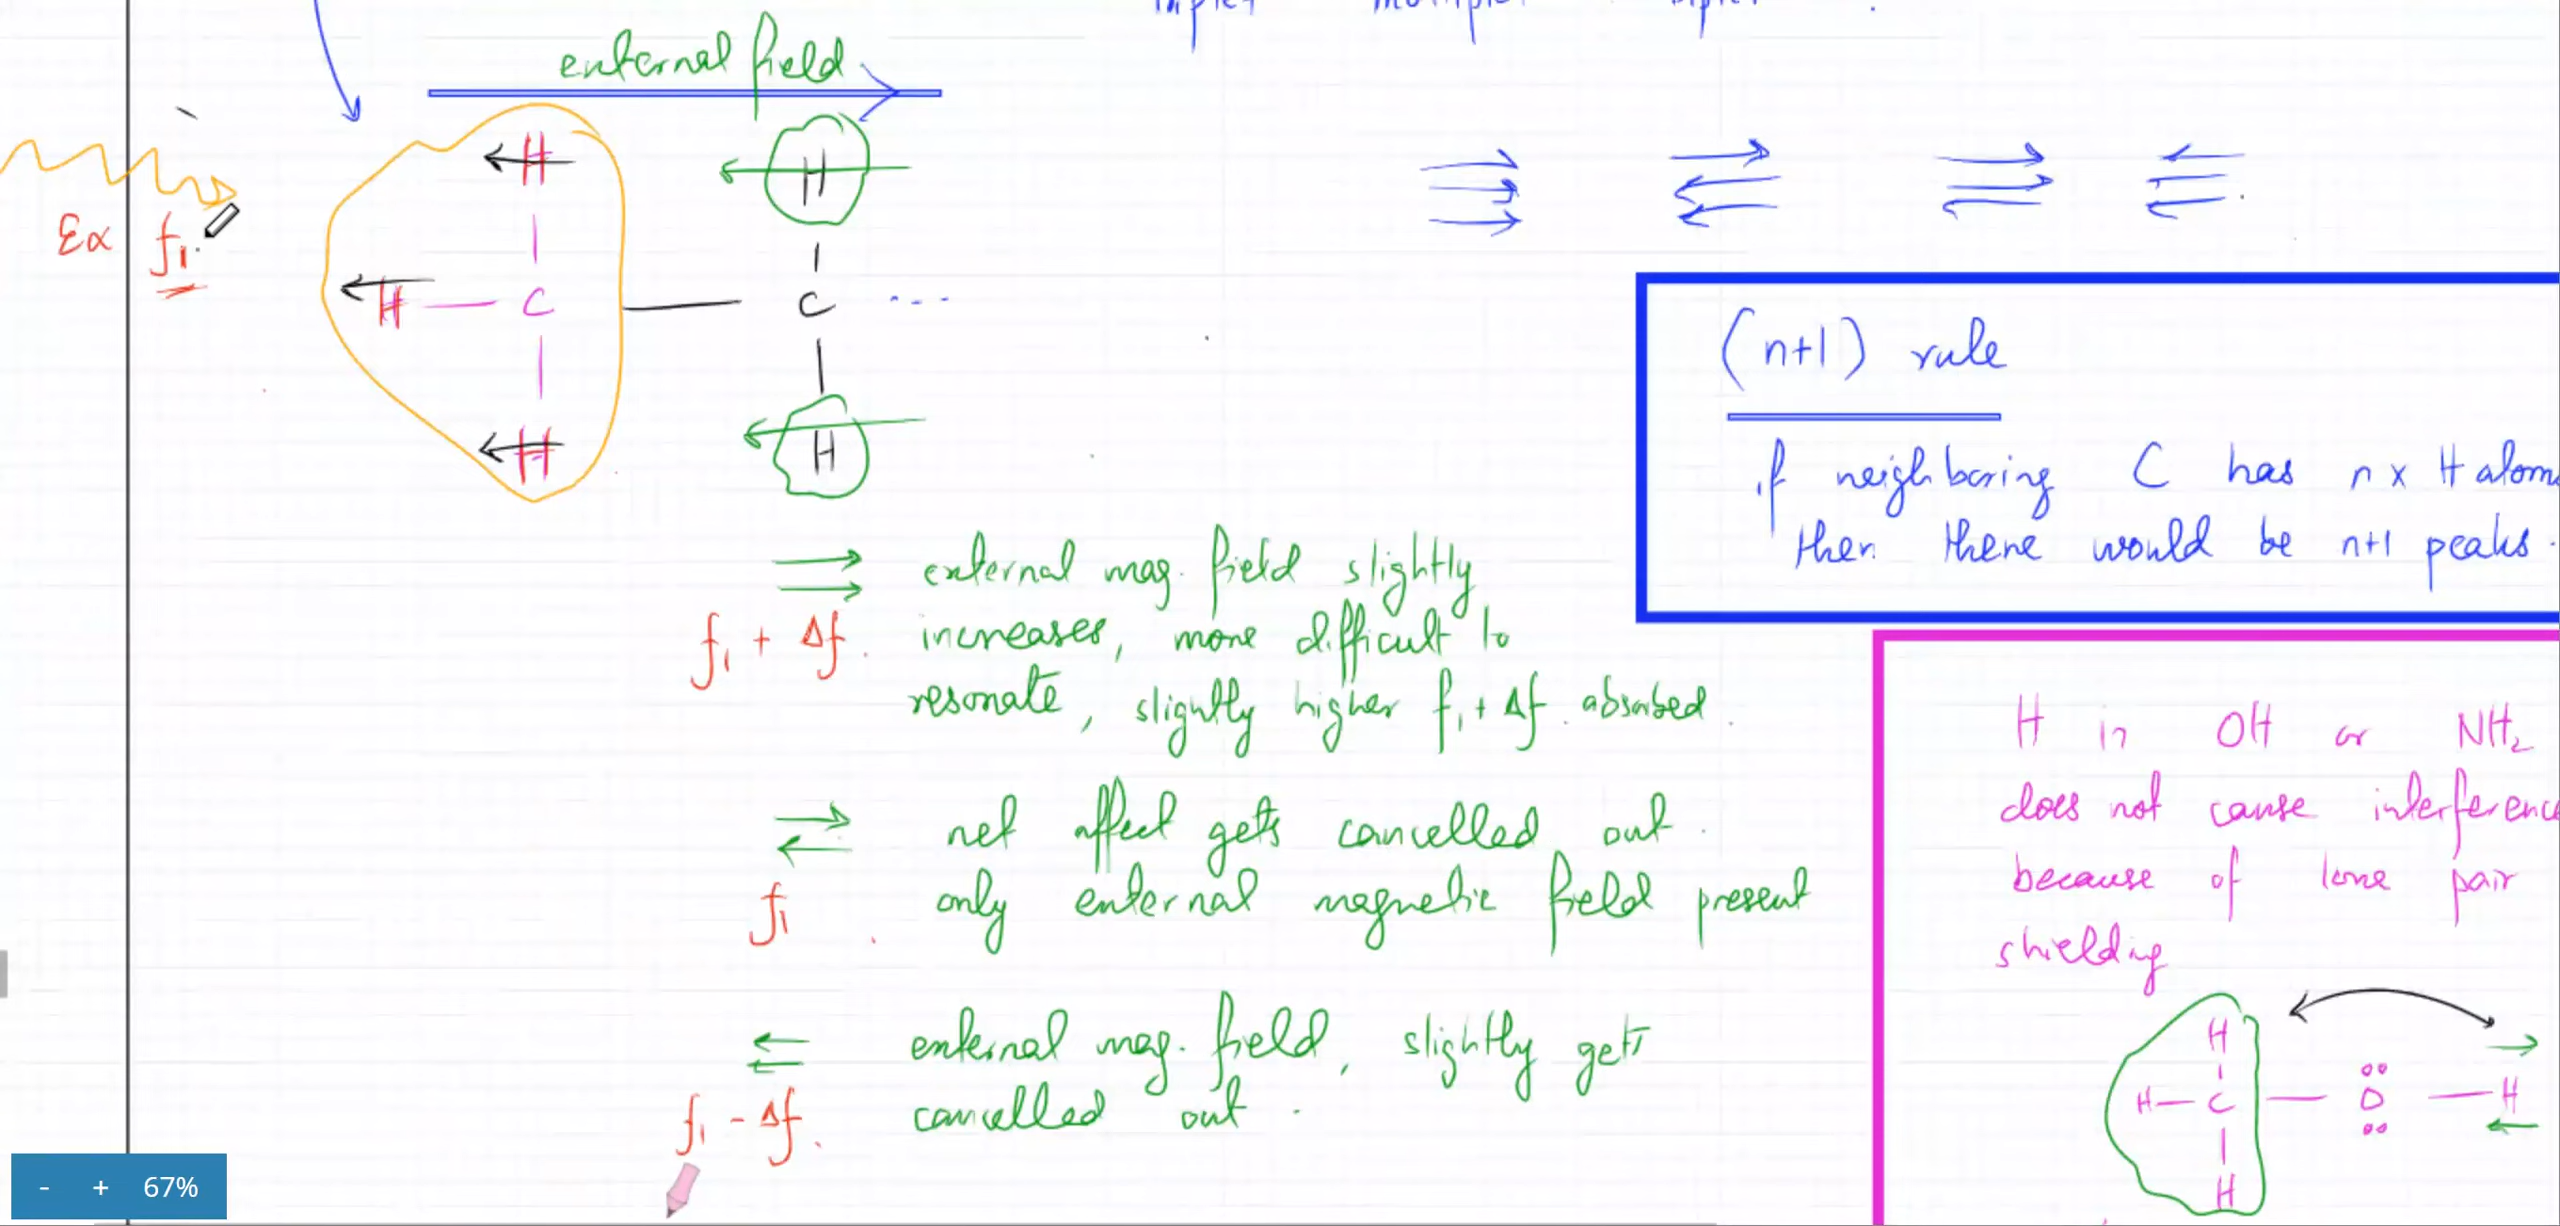 external field
H
H
H — C — C ...
H
H
Ex f1.
(n+1) rule
if neighboring C has n x H atom
then there would be n+1 peaks.
external mag. field slightly
f1 + Δf. increases, more difficult to
resonate, slightly higher f1 + Δf. absorbed.
net affect gets cancelled out.
f1. only external magnetic field present
external mag. field, slightly gets
f1 - Δf. cancelled out.
H in OH or NH2
does not cause interferenc
because of lone pair
shielding
H
H — C — O — H
H
- + 67%